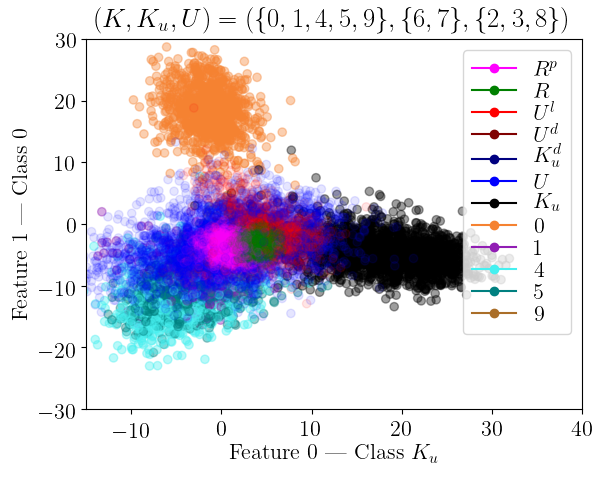 (K, K_u, U) = ({0, 1, 4, 5, 9}, {6, 7}, {2, 3, 8})
30
20
10
0
−10
−20
−30
Feature 1 — Class 0
R^p
R
U^l
U^d
K_u^d
U
K_u
0
1
4
5
9
−10
0
10
20
30
40
Feature 0 — Class K_u